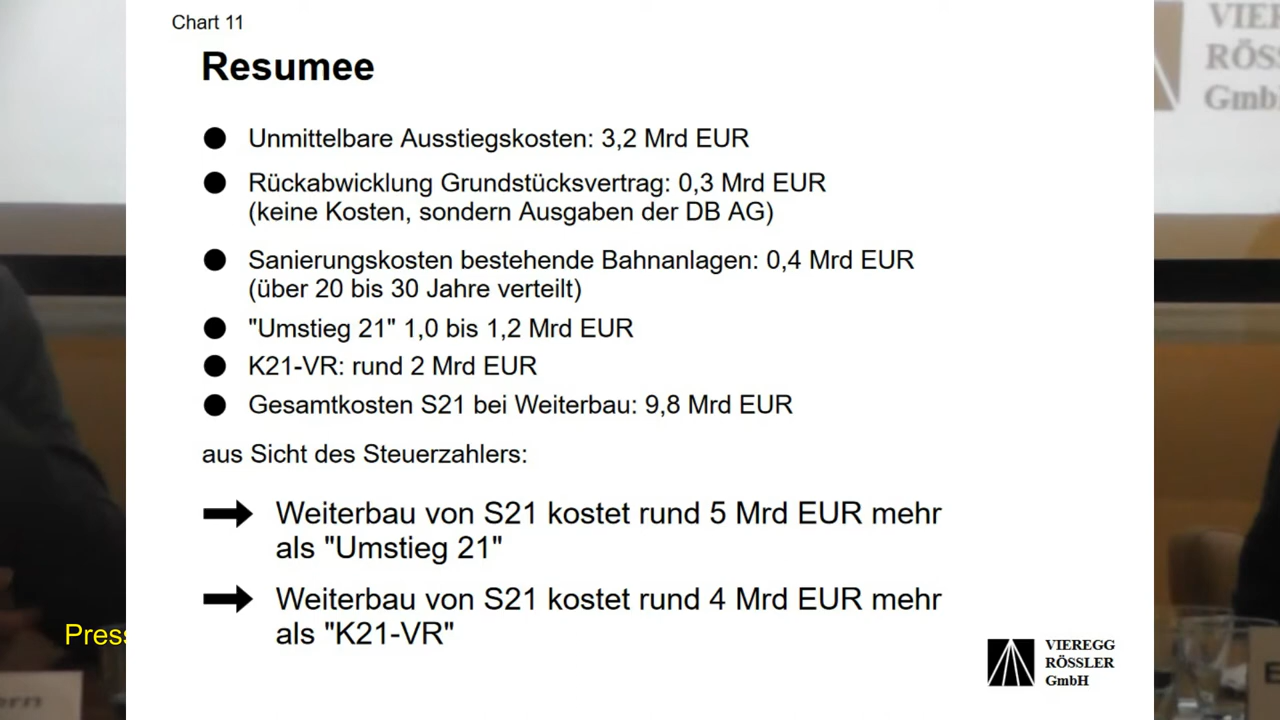 Chart 11
Resumee
Unmittelbare Ausstiegskosten: 3,2 Mrd EUR
Rückabwicklung Grundstücksvertrag: 0,3 Mrd EUR
(keine Kosten, sondern Ausgaben der DB AG)
Sanierungskosten bestehende Bahnanlagen: 0,4 Mrd EUR
(über 20 bis 30 Jahre verteilt)
"Umstieg 21" 1,0 bis 1,2 Mrd EUR
K21-VR: rund 2 Mrd EUR
Gesamtkosten S21 bei Weiterbau: 9,8 Mrd EUR
aus Sicht des Steuerzahlers:
Weiterbau von S21 kostet rund 5 Mrd EUR mehr
als "Umstieg 21"
Weiterbau von S21 kostet rund 4 Mrd EUR mehr
als "K21-VR"
VIEREGG
RÖSSLER
GmbH
Press